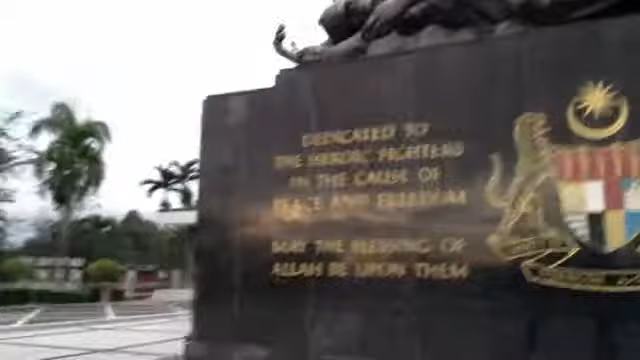 DEDICATED TO
THE HEROIC FIGHTERS
IN THE CAUSE OF
PEACE AND FREEDOM
MAY THE BLESSING OF
ALLAH BE UPON THEM